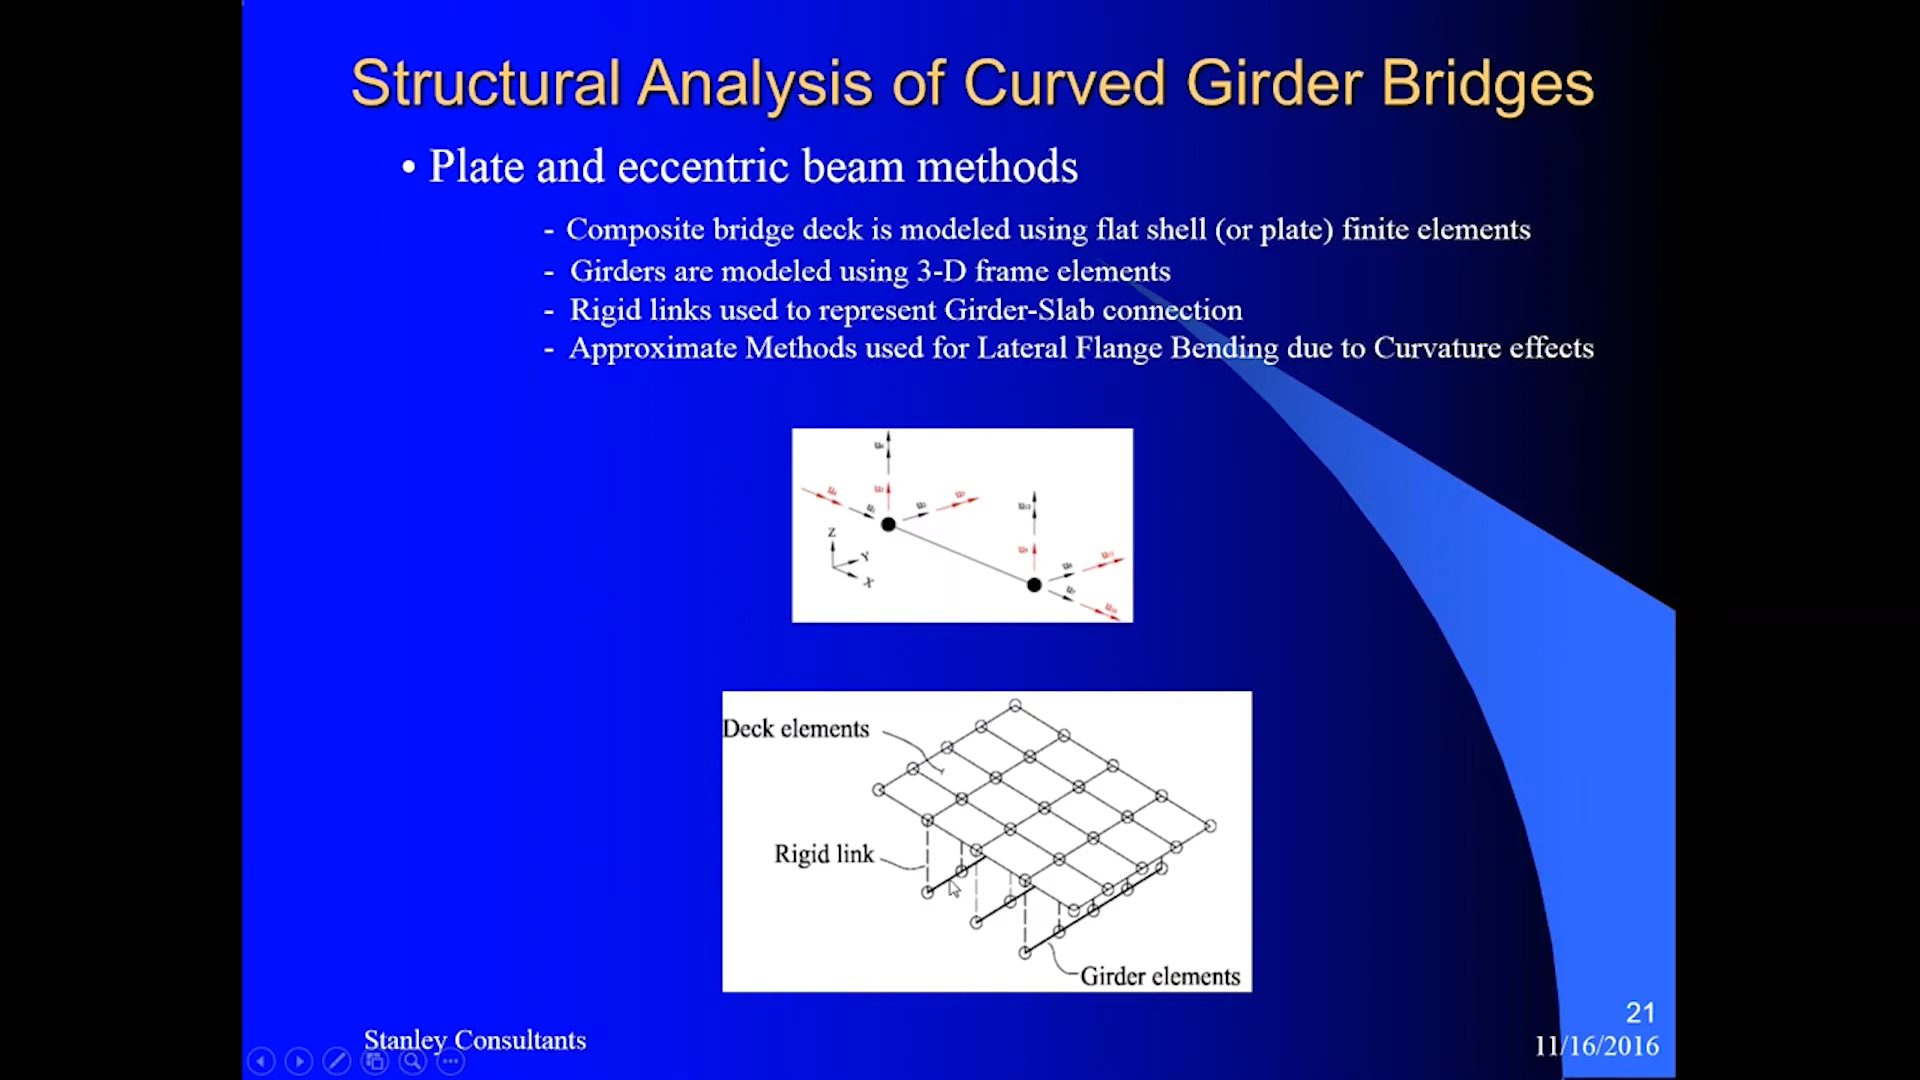 Structural Analysis of Curved Girder Bridges
• Plate and eccentric beam methods
- Composite bridge deck is modeled using flat shell (or plate) finite elements
- Girders are modeled using 3-D frame elements
- Rigid links used to represent Girder-Slab connection
- Approximate Methods used for Lateral Flange Bending due to Curvature effects
Z
Y
X
Deck elements
Rigid link
Girder elements
21
Stanley Consultants
11/16/2016